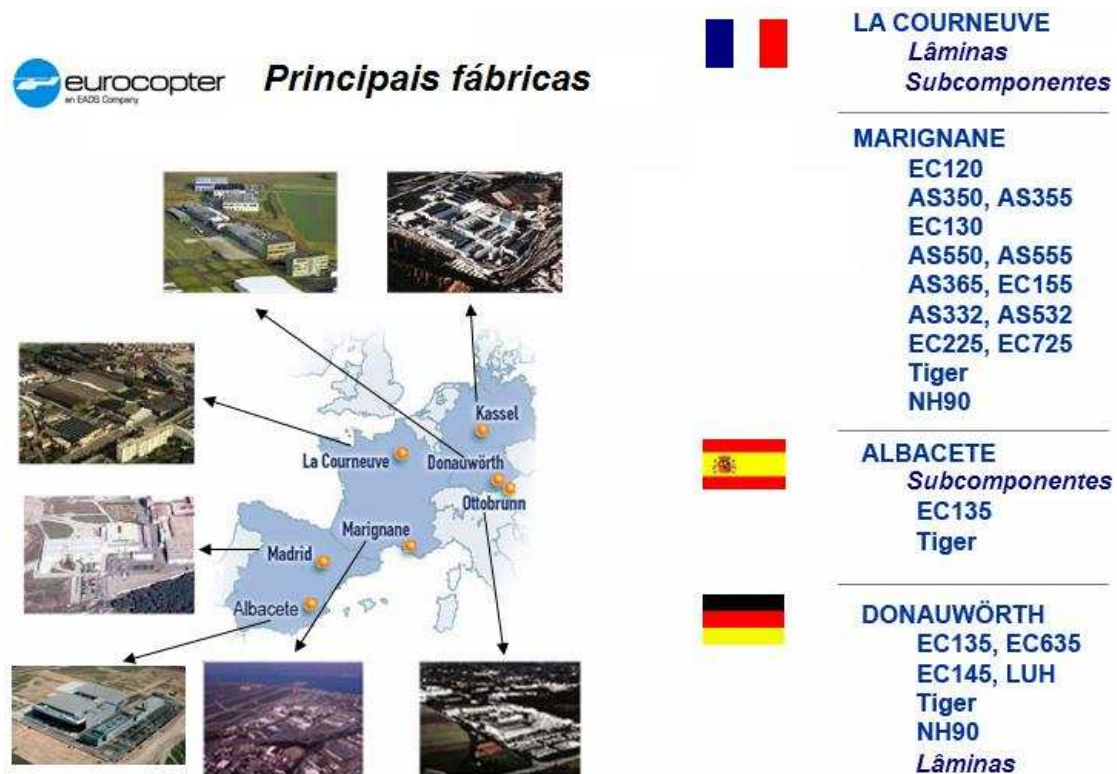 eurocopter
an EADS Company
Principais fábricas
Kassel
La Courneuve
Donauwörth
Ottobrunn
Marignane
Madrid
Albacete
LA COURNEUVE
Lâminas
Subcomponentes
MARIGNANE
EC120
AS350, AS355
EC130
AS550, AS555
AS365, EC155
AS332, AS532
EC225, EC725
Tiger
NH90
ALBACETE
Subcomponentes
EC135
Tiger
DONAUWÖRTH
EC135, EC635
EC145, LUH
Tiger
NH90
Lâminas